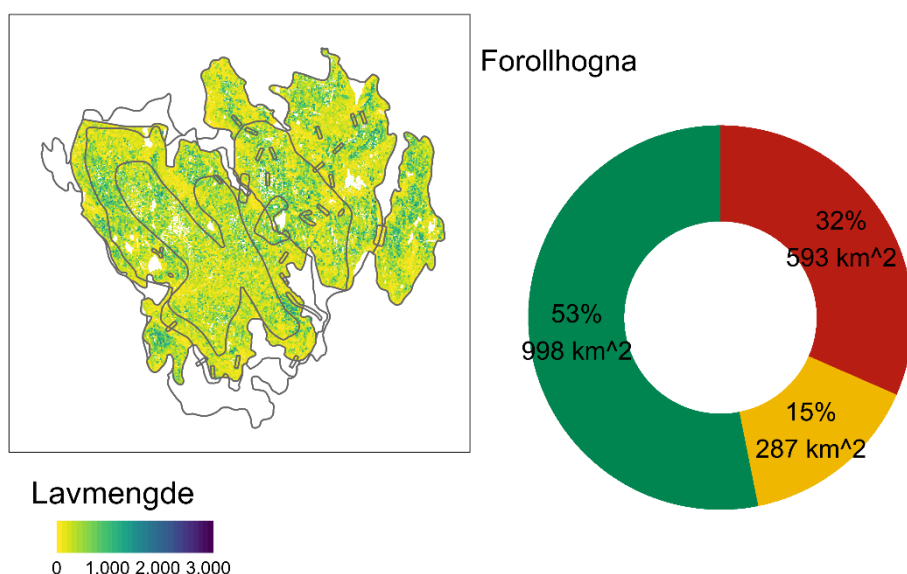 Forollhogna
32%
593 km^2
53%
998 km^2
15%
287 km^2
Lavmengde
0 1.000 2.000 3.000